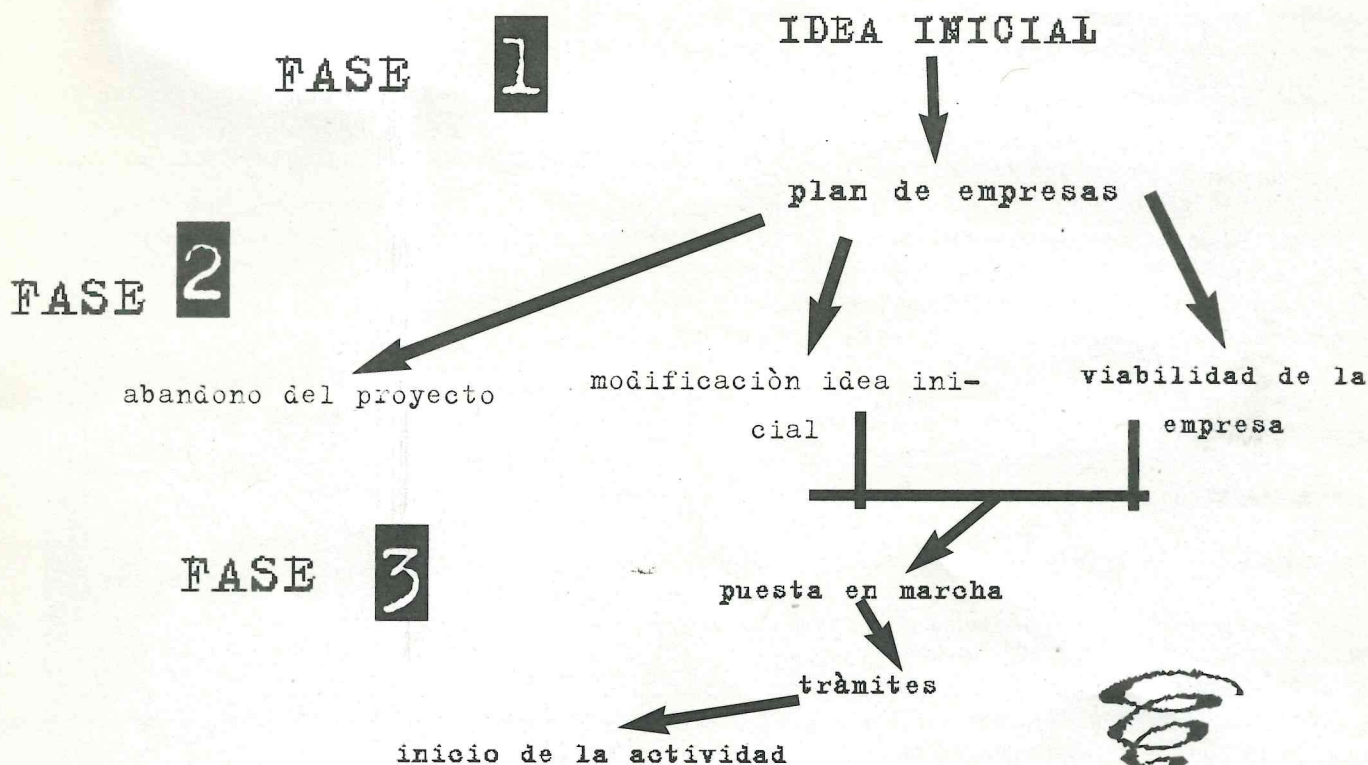 IDEA INICIAL
FASE 1
plan de empresas
FASE 2
abandono del proyecto
modificaciòn idea ini-
cial
viabilidad de la
empresa
FASE 3
puesta en marcha
tràmites
inicio de la actividad